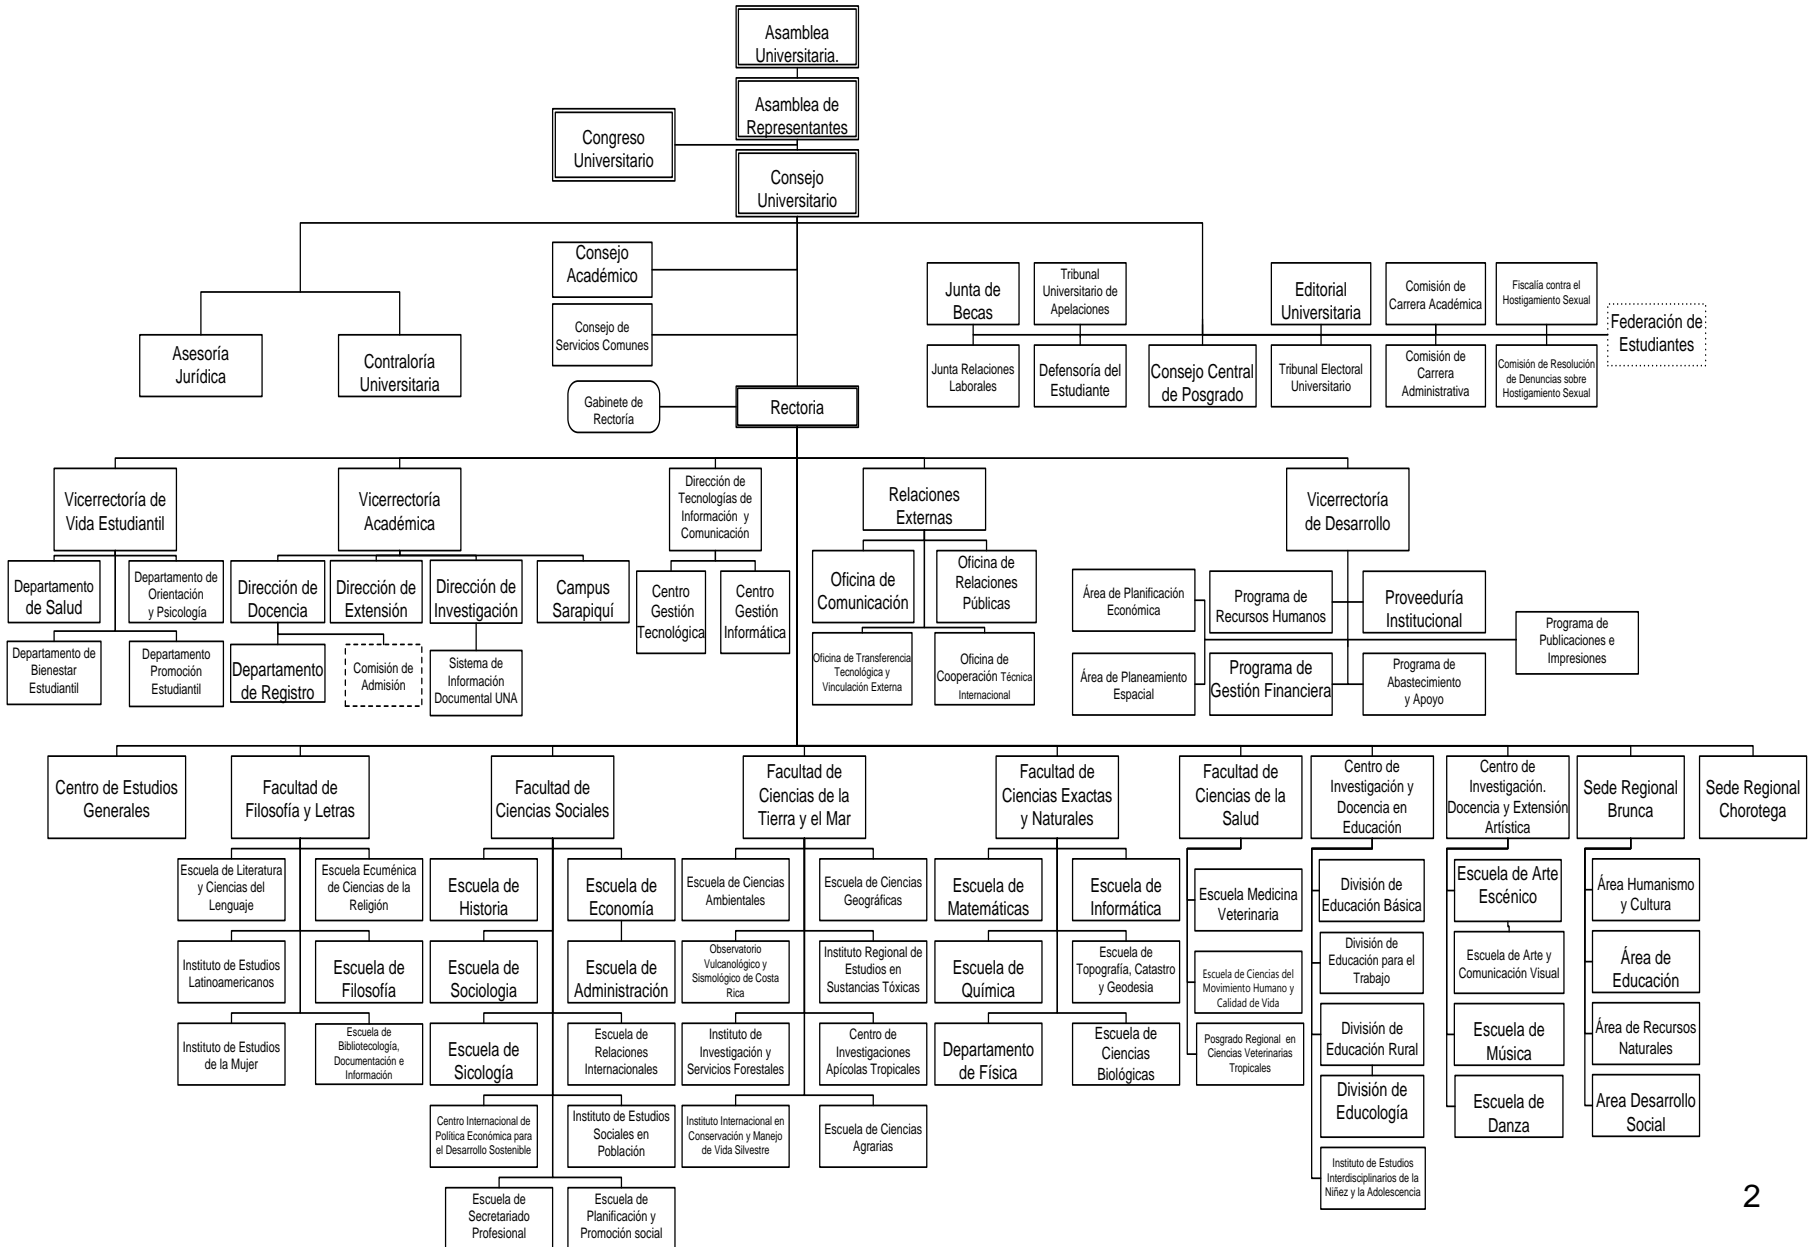 Asamblea
Universitaria.
Asamblea de
Representantes
Congreso
Universitario
Consejo
Universitario
Consejo
Académico
Consejo de
Servicios Comunes
Asesoría
Jurídica
Contraloría
Universitaria
Gabinete de
Rectoría
Rectoria
Junta de
Becas
Tribunal
Universitario de
Apelaciones
Editorial
Universitaria
Comisión de
Carrera Académica
Fiscalía contra el
Hostigamiento Sexual
Federación de
Estudiantes
Junta Relaciones
Laborales
Defensoría del
Estudiante
Consejo Central
de Posgrado
Tribunal Electoral
Universitario
Comisión de
Carrera
Administrativa
Comisión de Resolución
de Denuncias sobre
Hostigamiento Sexual
Vicerrectoría de
Vida Estudiantil
Vicerrectoría
Académica
Dirección de
Tecnologías de
Información y
Comunicación
Relaciones
Externas
Vicerrectoría
de Desarrollo
Departamento
de Salud
Departamento de
Orientación
y Psicología
Departamento de
Bienestar
Estudiantil
Departamento
Promoción
Estudiantil
Dirección de
Docencia
Dirección de
Extensión
Dirección de
Investigación
Campus
Sarapiquí
Departamento
de Registro
Comisión de
Admisión
Sistema de
Información
Documental UNA
Centro
Gestión
Tecnológica
Centro
Gestión
Informática
Oficina de
Comunicación
Oficina de
Relaciones
Públicas
Oficina de Transferencia
Tecnológica y
Vinculación Externa
Oficina de
Cooperación Técnica
Internacional
Área de Planificación
Económica
Programa de
Recursos Humanos
Proveeduría
Institucional
Programa de
Publicaciones e
Impresiones
Área de Planeamiento
Espacial
Programa de
Gestión Financiera
Programa de
Abastecimiento
y Apoyo
Centro de Estudios
Generales
Facultad de
Filosofía y Letras
Facultad de
Ciencias Sociales
Facultad de
Ciencias de la
Tierra y el Mar
Facultad de
Ciencias Exactas
y Naturales
Facultad de
Ciencias de la
Salud
Centro de
Investigación y
Docencia en
Educación
Centro de
Investigación.
Docencia y Extensión
Artística
Sede Regional
Brunca
Sede Regional
Chorotega
Escuela de Literatura
y Ciencias del
Lenguaje
Escuela Ecuménica
de Ciencias de la
Religión
Instituto de Estudios
Latinoamericanos
Escuela de
Filosofía
Instituto de Estudios
de la Mujer
Escuela de
Bibliotecología,
Documentación e
Información
Escuela de
Historia
Escuela de
Economía
Escuela de
Sociologia
Escuela de
Administración
Escuela de
Sicología
Escuela de
Relaciones
Internacionales
Centro Internacional de
Política Económica para
el Desarrollo Sostenible
Instituto de Estudios
Sociales en
Población
Escuela de
Secretariado
Profesional
Escuela de
Planificación y
Promoción social
Escuela de Ciencias
Ambientales
Escuela de Ciencias
Geográficas
Observatorio
Vulcanológico y
Sismológico de Costa
Rica
Instituto Regional de
Estudios en
Sustancias Tóxicas
Instituto de
Investigación y
Servicios Forestales
Centro de
Investigaciones
Apícolas Tropicales
Instituto Internacional en
Conservación y Manejo
de Vida Silvestre
Escuela de Ciencias
Agrarias
Escuela de
Matemáticas
Escuela de
Informática
Escuela de
Química
Escuela de
Topografía, Catastro
y Geodesia
Departamento
de Física
Escuela de
Ciencias
Biológicas
Escuela Medicina
Veterinaria
Escuela de Ciencias del
Movimiento Humano y
Calidad de Vida
Posgrado Regional en
Ciencias Veterinarias
Tropicales
División de
Educación Básica
División de
Educación para el
Trabajo
División de
Educación Rural
División de
Educología
Instituto de Estudios
Interdisciplinarios de la
Niñez y la Adolescencia
Escuela de Arte
Escénico
Escuela de Arte y
Comunicación Visual
Escuela de
Música
Escuela de
Danza
Área Humanismo
y Cultura
Área de
Educación
Área de Recursos
Naturales
Area Desarrollo
Social
2